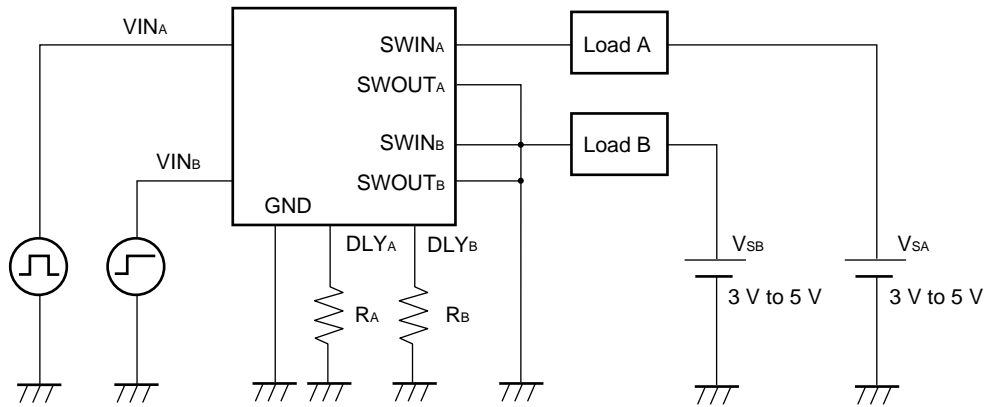 VINA
SWINA
Load A
SWOUTA
SWINB
Load B
VINB
SWOUTB
GND
DLYA
DLYB
VSB
VSA
3 V to 5 V
3 V to 5 V
RA
RB